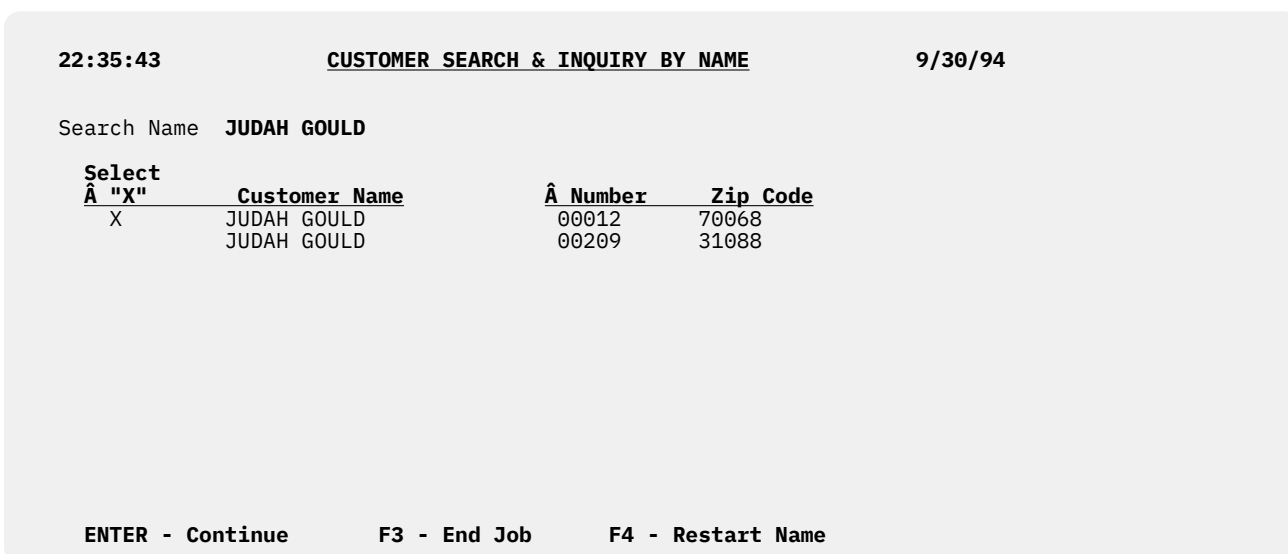 22:35:43 CUSTOMER SEARCH & INQUIRY BY NAME 9/30/94
Search Name JUDAH GOULD
Select
Â "X" Customer Name Â Number Zip Code
X JUDAH GOULD 00012 70068
JUDAH GOULD 00209 31088
ENTER - Continue F3 - End Job F4 - Restart Name